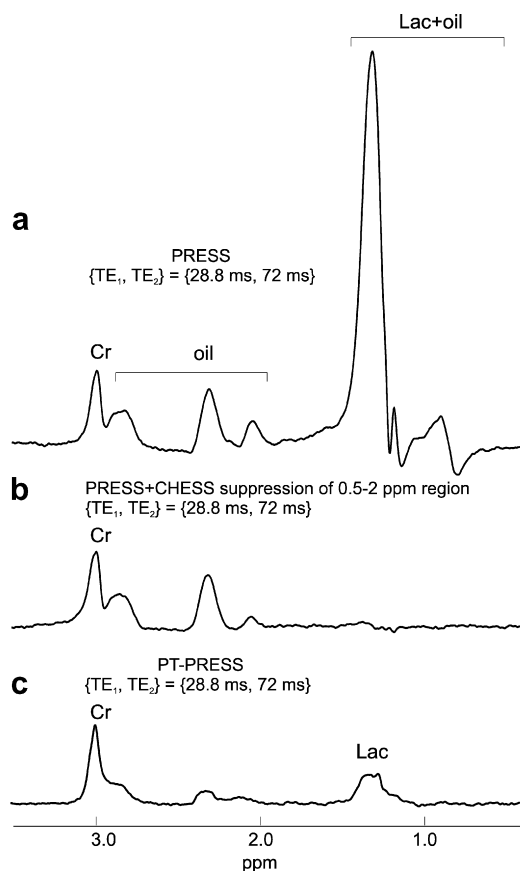 Lac+oil
a
PRESS
{TE₁, TE₂} = {28.8 ms, 72 ms}
Cr
oil
b
PRESS+CHESS suppression of 0.5-2 ppm region
{TE₁, TE₂} = {28.8 ms, 72 ms}
Cr
c
PT-PRESS
{TE₁, TE₂} = {28.8 ms, 72 ms}
Cr
Lac
3.0 2.0 1.0
ppm